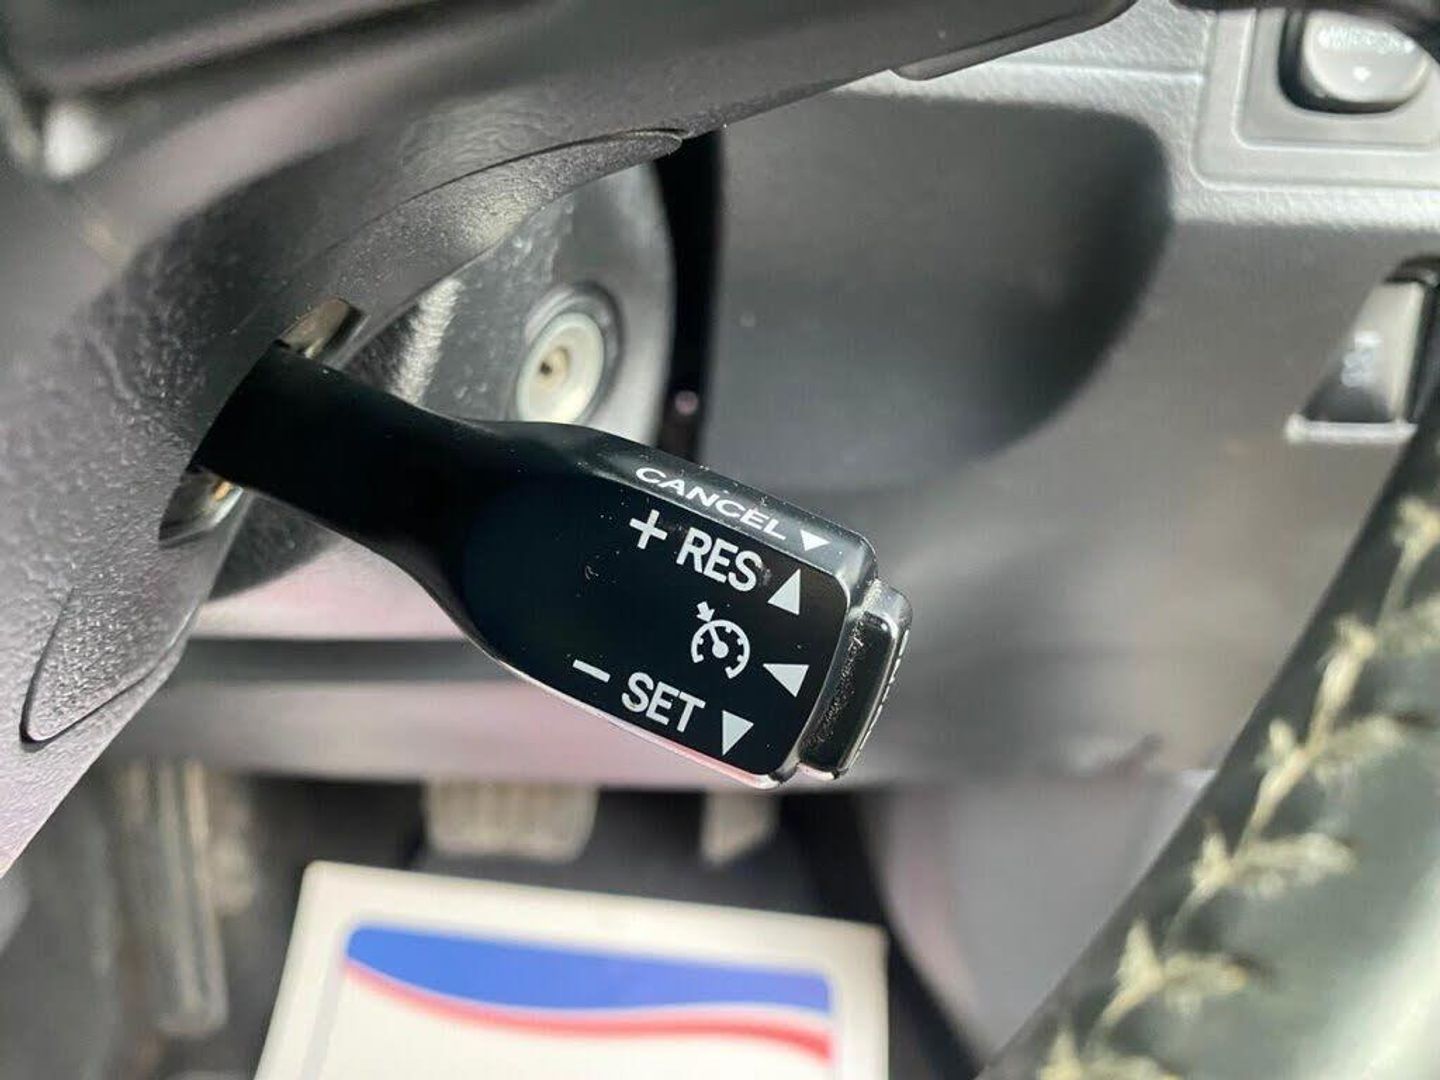 CANCEL ▼
+ RES ▲
− SET ▼